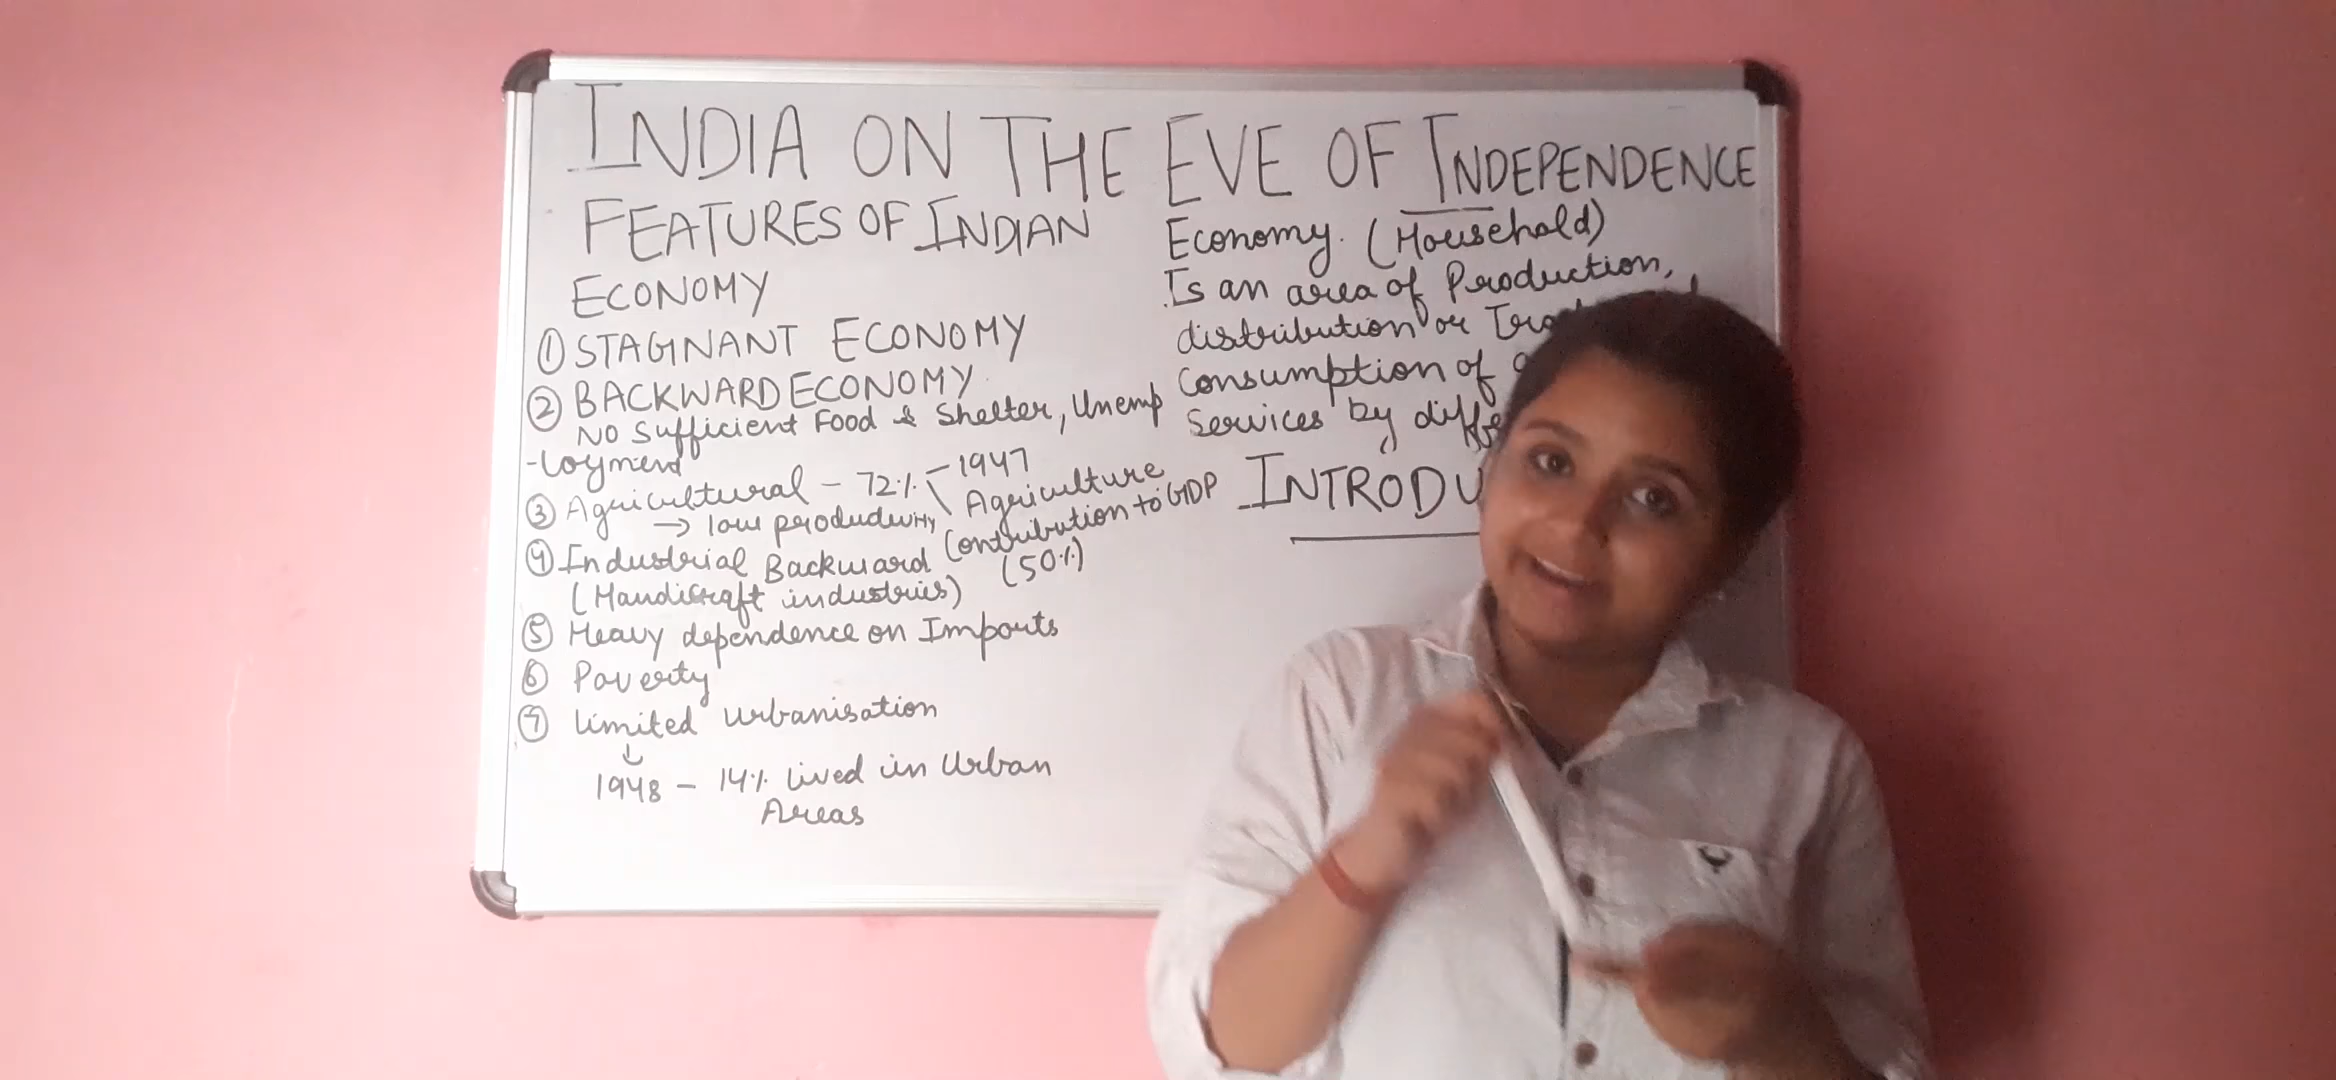 INDIA ON THE EVE OF INDEPENDENCE
FEATURES OF INDIAN
ECONOMY
① STAGNANT ECONOMY
② BACKWARD ECONOMY
NO Sufficient Food & Shelter, Unemp
-loyment
③ Agricultural - 72% - 1947
→ low productivity \ Agriculture
Contribution to GDP
(50%)
④ Industrial Backward
(Handicraft industries)
⑤ Heavy dependence on Imports
⑥ Poverty
⑦ limited urbanisation
↓
1948 - 14% lived in Urban
Areas
Economy. (Household)
Is an area of Production,
distribution or
Consumption of
Services by
INTRODU